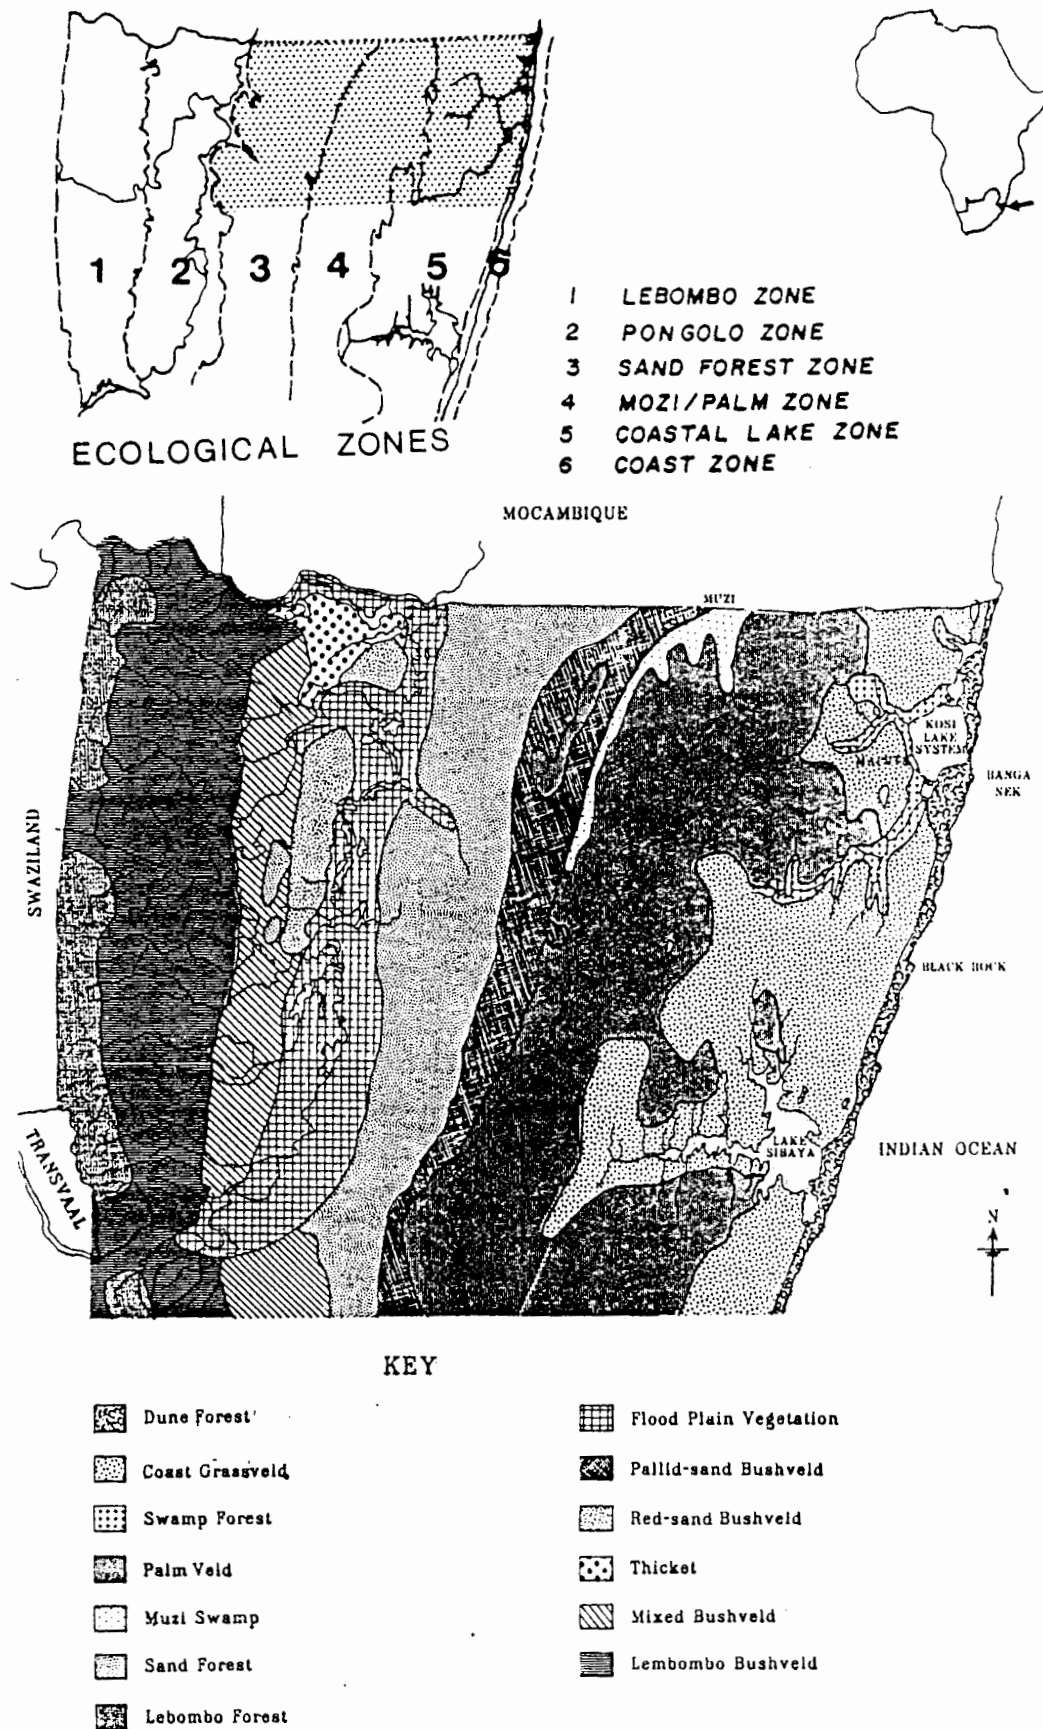 1 2 3 4 5 6
1 LEBOMBO ZONE
2 PONGOLO ZONE
3 SAND FOREST ZONE
4 MOZI/PALM ZONE
5 COASTAL LAKE ZONE
6 COAST ZONE
ECOLOGICAL ZONES
MOCAMBIQUE
MUZI
KOSI
LAKE
SYSTEM
BANGA
NEK
SWAZILAND
BLACK ROCK
TRANSVAAL
LAKE
SIBAYA
INDIAN OCEAN
N
KEY
Dune Forest
Coast Grassveld
Swamp Forest
Palm Veld
Muzi Swamp
Sand Forest
Lebombo Forest
Flood Plain Vegetation
Pallid-sand Bushveld
Red-sand Bushveld
Thicket
Mixed Bushveld
Lembombo Bushveld